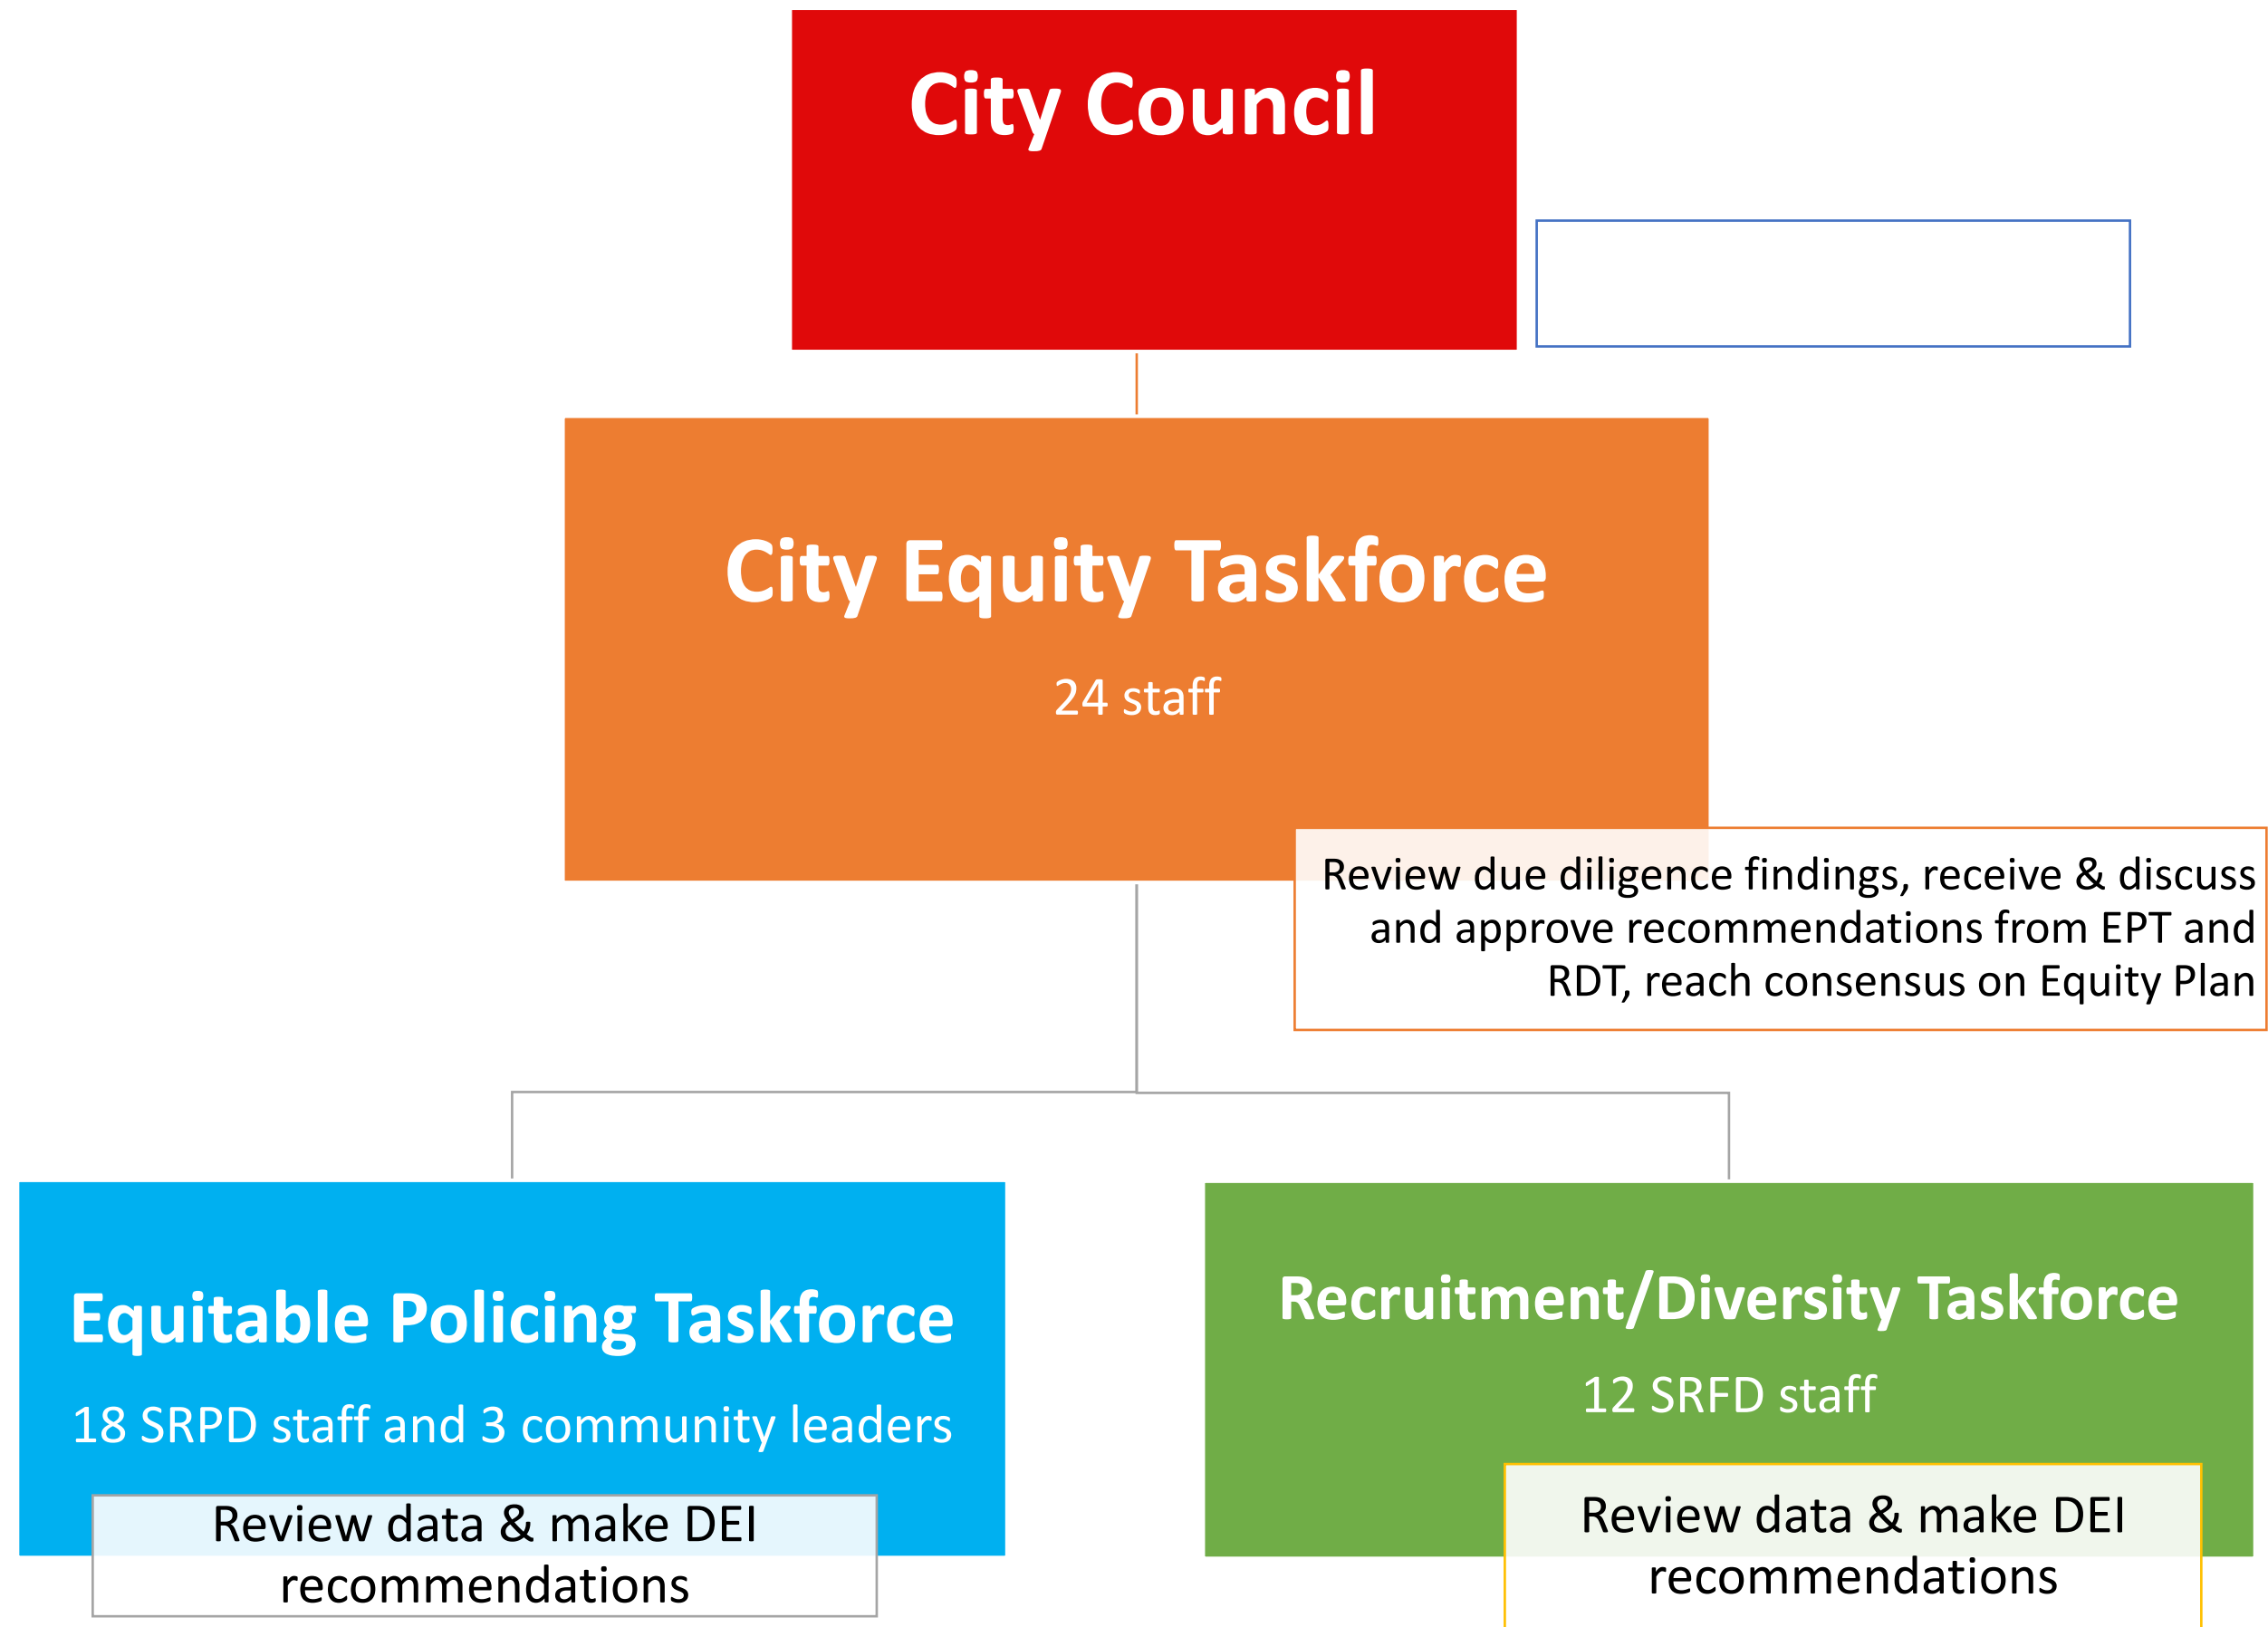 City Council
City Equity Taskforce
24 staff
Review due diligence findings, receive & discuss
and approve recommendations from EPT and
RDT, reach consensus on Equity Plan
Equitable Policing Taskforce
18 SRPD staff and 3 community leaders
Review data & make DEI
recommendations
Recruitment/Diversity Taskforce
12 SRFD staff
Review data & make DEI
recommendations